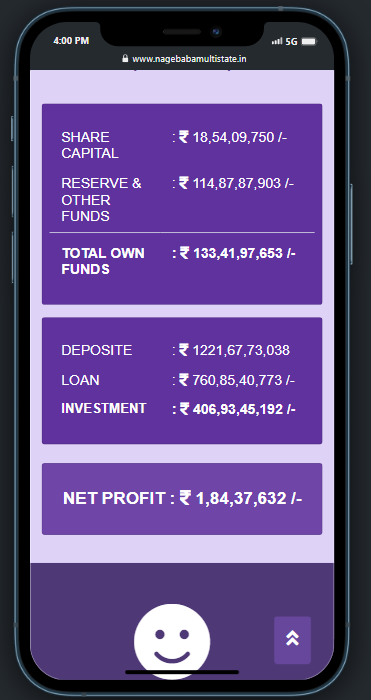 4:00 PM 5G
www.nagebabamultistate.in
SHARE : ₹ 18,54,09,750 /-
CAPITAL
RESERVE & : ₹ 114,87,87,903 /-
OTHER
FUNDS
TOTAL OWN : ₹ 133,41,97,653 /-
FUNDS
DEPOSITE : ₹ 1221,67,73,038
LOAN : ₹ 760,85,40,773 /-
INVESTMENT : ₹ 406,93,45,192 /-
NET PROFIT : ₹ 1,84,37,632 /-